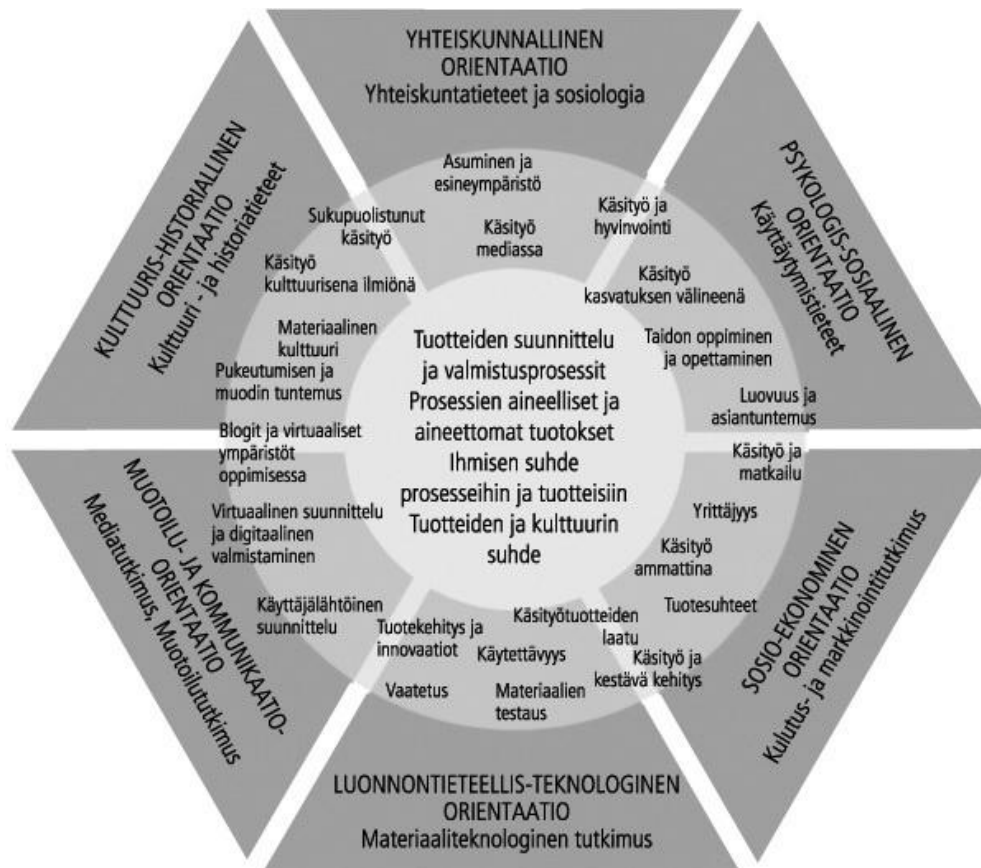 YHTEISKUNNALLINEN
ORIENTAATIO
Yhteiskuntatieteet ja sosiologia
PSYKOLOGIS-SOSIAALINEN
ORIENTAATIO
Käyttäytymistieteet
SOSIO-EKONOMINEN
ORIENTAATIO
Kulutus- ja markkinointitutkimus
LUONNONTIETEELLIS-TEKNOLOGINEN
ORIENTAATIO
Materiaaliteknologinen tutkimus
MUOTOILU- JA KOMMUNIKAATIO-
ORIENTAATIO
Mediatutkimus, Muotoilututkimus
KULTTUURIS-HISTORIALLINEN
ORIENTAATIO
Kulttuuri - ja historiatieteet
Asuminen ja
esineympäristö
Käsityö
mediassa
Käsityö ja
hyvinvointi
Käsityö
kasvatuksen välineenä
Taidon oppiminen
ja opettaminen
Luovuus ja
asiantuntemus
Käsityö ja
matkailu
Yrittäjyys
Käsityö
ammattina
Tuotesuhteet
Käsityötuotteiden
laatu
Käsityö ja
kestävä kehitys
Käytettävyys
Materiaalien
testaus
Tuotekehitys ja
innovaatiot
Vaatetus
Käyttäjälähtöinen
suunnittelu
Virtuaalinen suunnittelu
ja digitaalinen
valmistaminen
Blogit ja virtuaaliset
ympäristöt
oppimisessa
Pukeutumisen ja
muodin tuntemus
Materiaalinen
kulttuuri
Käsityö
kulttuurisena ilmiönä
Sukupuolistunut
käsityö
Tuotteiden suunnittelu
ja valmistusprosessit
Prosessien aineelliset ja
aineettomat tuotokset
Ihmisen suhde
prosesseihin ja tuotteisiin
Tuotteiden ja kulttuurin
suhde